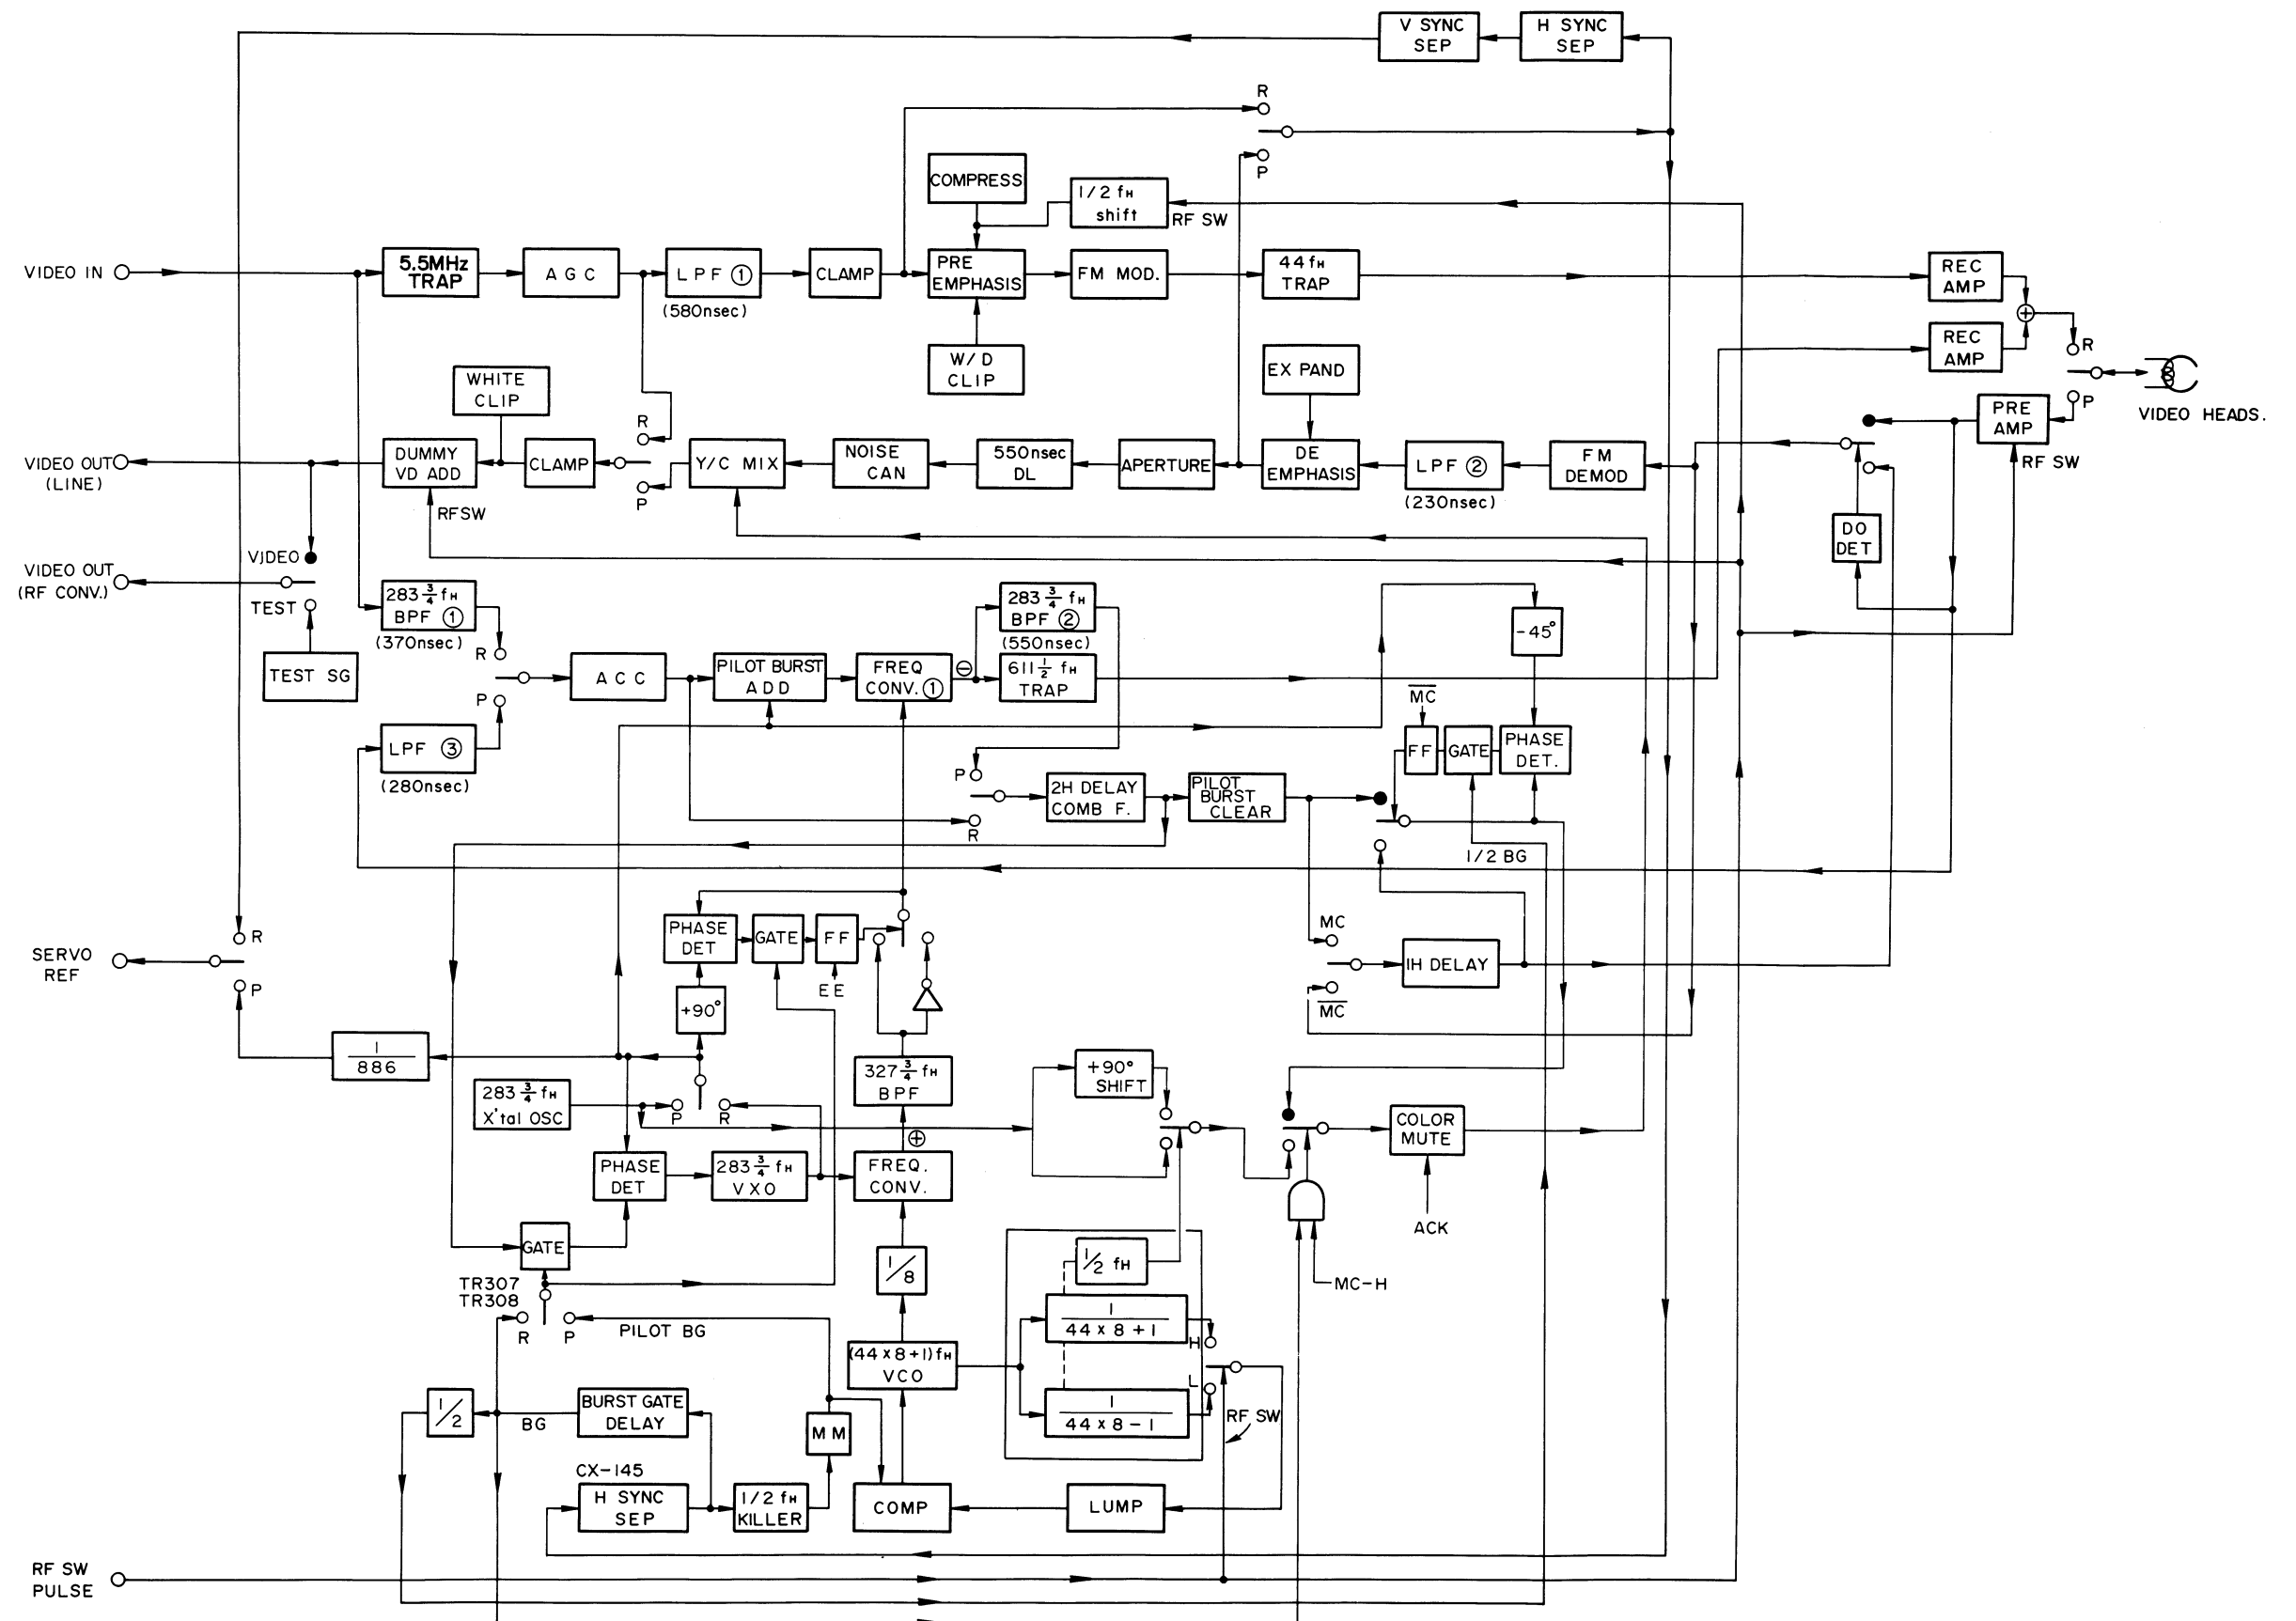 V SYNC
SEP
H SYNC
SEP
R
P
COMPRESS
1/2 fH
shift
RF SW
VIDEO IN
5.5MHz
TRAP
AGC
LPF ①
(580nsec)
CLAMP
PRE
EMPHASIS
FM MOD.
44 fH
TRAP
REC
AMP
+
REC
AMP
R
P
VIDEO HEADS.
W/D
CLIP
EXPAND
WHITE
CLIP
R
P
PRE
AMP
RF SW
VIDEO OUT
(LINE)
DUMMY
VD ADD
RFSW
CLAMP
Y/C MIX
NOISE
CAN
550nsec
DL
APERTURE
DE
EMPHASIS
LPF ②
(230nsec)
FM
DEMOD
DO
DET
VIDEO
VIDEO OUT
(RF CONV.)
TEST
TEST SG
283 3/4 fH
BPF ①
(370nsec)
R
P
LPF ③
(280nsec)
ACC
PILOT BURST
ADD
FREQ
CONV. ①
⊖
283 3/4 fH
BPF ②
(550nsec)
611 1/2 fH
TRAP
-45°
MC
FF
GATE
PHASE
DET.
P
R
2H DELAY
COMB F.
PILOT
BURST
CLEAR
1/2 BG
PHASE
DET
GATE
FF
EE
+90°
MC
MC
1H DELAY
SERVO
REF
R
P
1
886
283 3/4 fH
X'tal OSC
P
R
327 3/4 fH
BPF
⊕
+90°
SHIFT
COLOR
MUTE
ACK
PHASE
DET
283 3/4 fH
VXO
FREQ.
CONV.
GATE
TR307
TR308
R
P
PILOT BG
1/8
1/2 fH
MC-H
1
44×8+1
H
(44×8+1)fH
VCO
L
1
44×8-1
RF SW
1/2
BG
BURST GATE
DELAY
MM
CX-145
H SYNC
SEP
1/2 fH
KILLER
COMP
LUMP
RF SW
PULSE